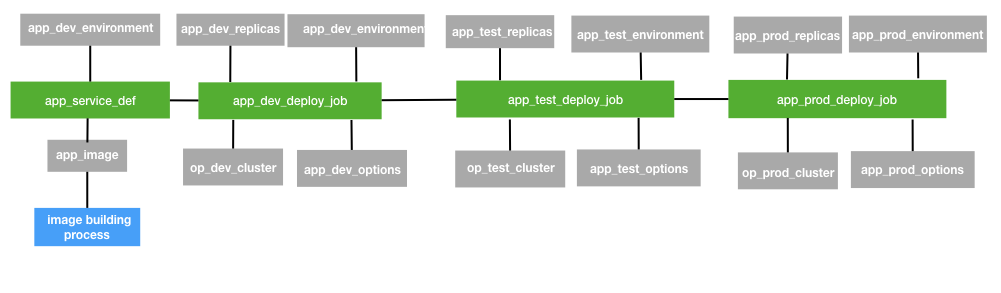 app_dev_environment
app_dev_replicas
app_dev_environmen
app_test_replicas
app_test_environment
app_prod_replicas
app_prod_environment
app_service_def
app_dev_deploy_job
app_test_deploy_job
app_prod_deploy_job
app_image
op_dev_cluster
app_dev_options
op_test_cluster
app_test_options
op_prod_cluster
app_prod_options
image building
process